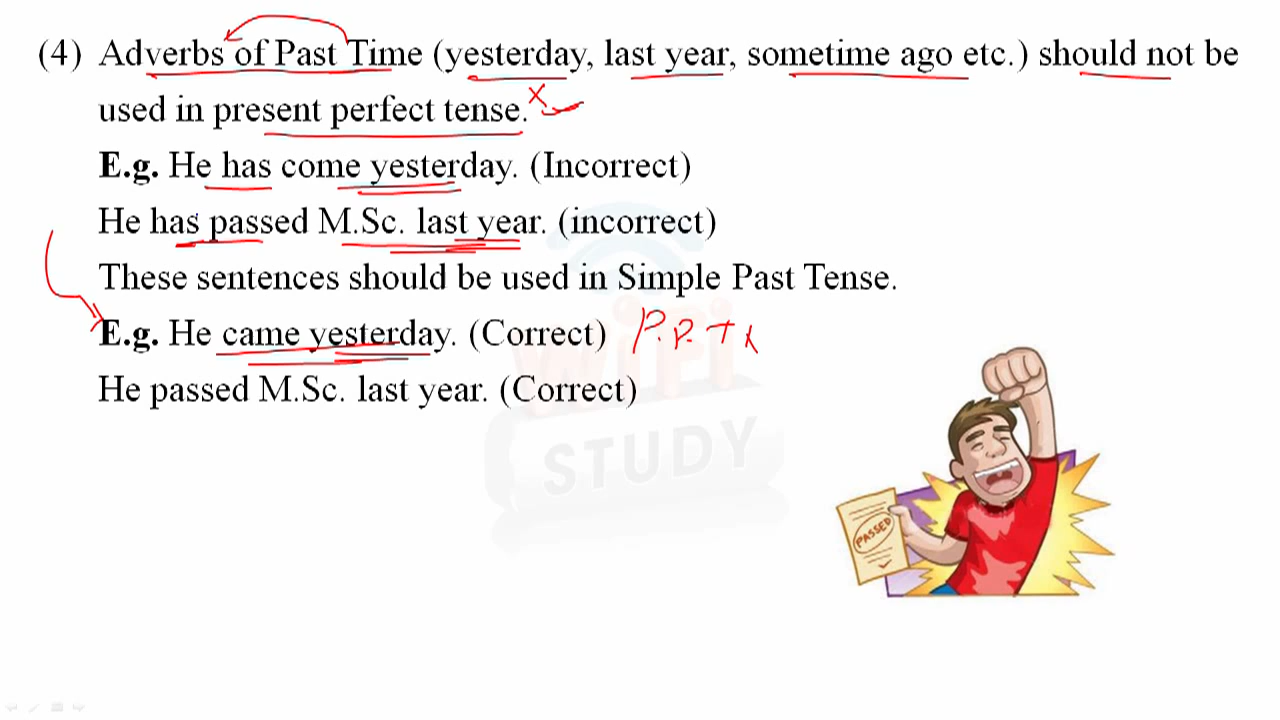 (4) Adverbs of Past Time (yesterday, last year, sometime ago etc.) should not be
used in present perfect tense. x
E.g. He has come yesterday. (Incorrect)
He has passed M.Sc. last year. (incorrect)
These sentences should be used in Simple Past Tense.
E.g. He came yesterday. (Correct) P.P.T x
He passed M.Sc. last year. (Correct)
WiFi
STUDY
PASSED